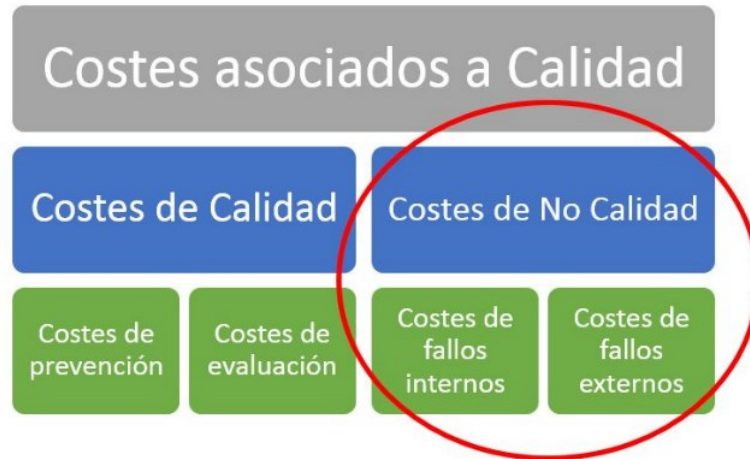 Costes asociados a Calidad
Costes de Calidad
Costes de No Calidad
Costes de
prevención
Costes de
evaluación
Costes de
fallos
internos
Costes de
fallos
externos